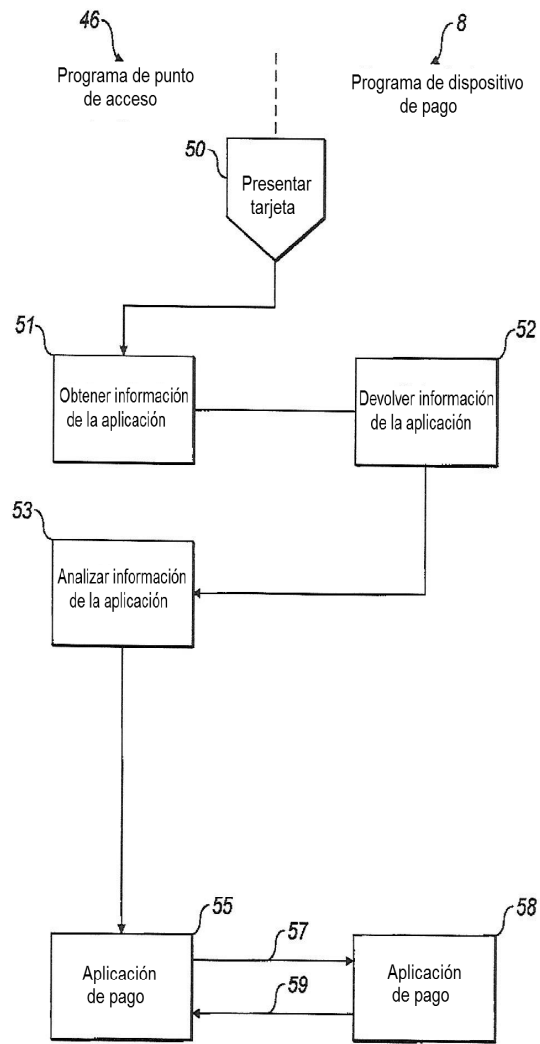 46
8
Programa de punto
de acceso
Programa de dispositivo
de pago
50
Presentar
tarjeta
51
52
Obtener información
de la aplicación
Devolver información
de la aplicación
53
Analizar información
de la aplicación
55
57
58
Aplicación
de pago
59
Aplicación
de pago